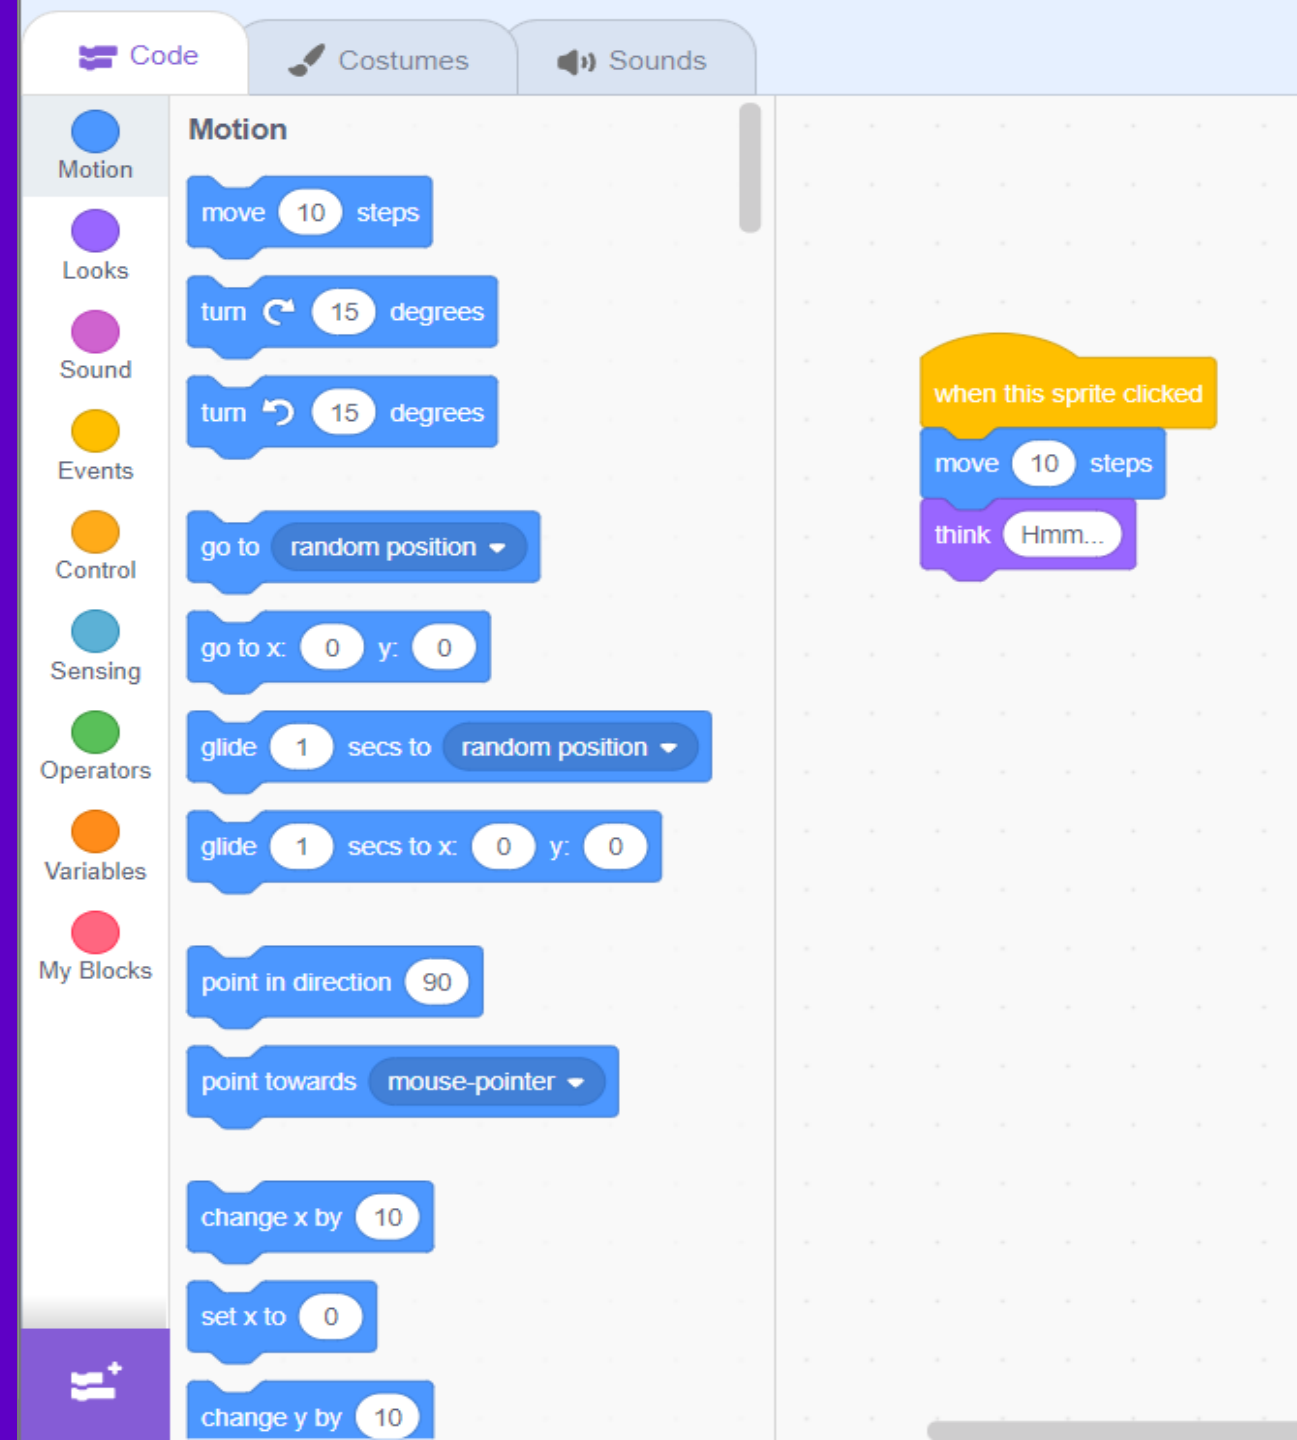 Code
Costumes
Sounds
Motion
Looks
Sound
Events
Control
Sensing
Operators
Variables
My Blocks
Motion
move 10 steps
turn 15 degrees
turn 15 degrees
go to random position
go to x: 0 y: 0
glide 1 secs to random position
glide 1 secs to x: 0 y: 0
point in direction 90
point towards mouse-pointer
change x by 10
set x to 0
change y by 10
when this sprite clicked
move 10 steps
think Hmm...